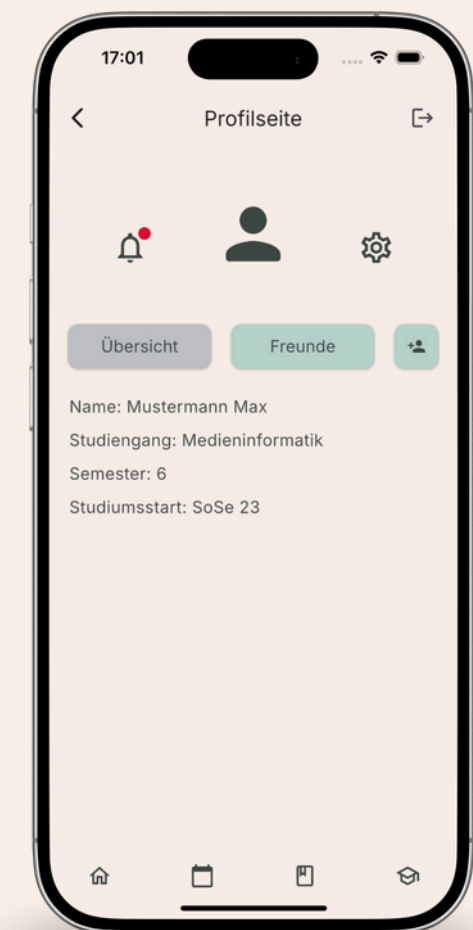 17:01
Profilseite
Übersicht
Freunde
Name: Mustermann Max
Studiengang: Medieninformatik
Semester: 6
Studiumsstart: SoSe 23